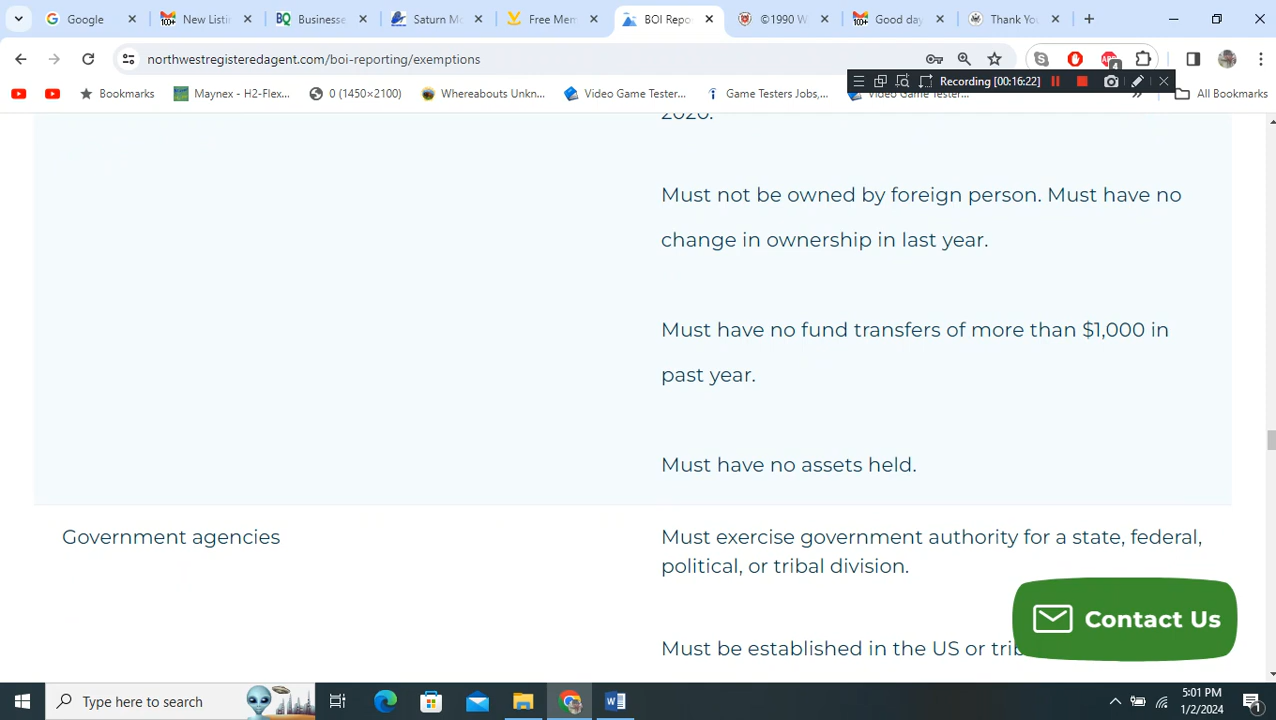 Google
New Listin
BQ Businesse
Saturn Mo
Free Mem
BOI Repo
©1990 W
Good day
Thank You
northwestregisteredagent.com/boi-reporting/exemptions
Recording [00:16:22]
Bookmarks
Maynex - H2-Flex...
0 (1450×2100)
Whereabouts Unkn...
Video Game Tester...
Game Testers Jobs,...
Video Game Tester...
All Bookmarks
2020.
Must not be owned by foreign person. Must have no
change in ownership in last year.
Must have no fund transfers of more than $1,000 in
past year.
Must have no assets held.
Government agencies
Must exercise government authority for a state, federal,
political, or tribal division.
Must be established in the US or trib
Contact Us
Type here to search
5:01 PM
1/2/2024